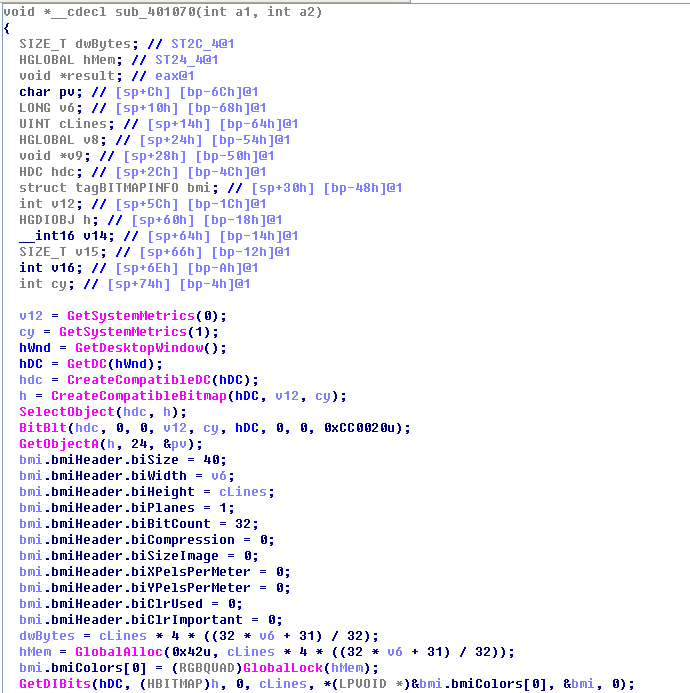 void *__cdecl sub_401070(int a1, int a2)
{
SIZE_T dwBytes; // ST2C_4@1
HGLOBAL hMem; // ST24_4@1
void *result; // eax@1
char pv; // [sp+Ch] [bp-6Ch]@1
LONG v6; // [sp+10h] [bp-68h]@1
UINT cLines; // [sp+14h] [bp-64h]@1
HGLOBAL v8; // [sp+24h] [bp-54h]@1
void *v9; // [sp+28h] [bp-50h]@1
HDC hdc; // [sp+2Ch] [bp-4Ch]@1
struct tagBITMAPINFO bmi; // [sp+30h] [bp-48h]@1
int v12; // [sp+5Ch] [bp-1Ch]@1
HGDIOBJ h; // [sp+60h] [bp-18h]@1
__int16 v14; // [sp+64h] [bp-14h]@1
SIZE_T v15; // [sp+66h] [bp-12h]@1
int v16; // [sp+6Eh] [bp-Ah]@1
int cy; // [sp+74h] [bp-4h]@1
v12 = GetSystemMetrics(0);
cy = GetSystemMetrics(1);
hWnd = GetDesktopWindow();
hDC = GetDC(hWnd);
hdc = CreateCompatibleDC(hDC);
h = CreateCompatibleBitmap(hDC, v12, cy);
SelectObject(hdc, h);
BitBlt(hdc, 0, 0, v12, cy, hDC, 0, 0, 0xCC0020u);
GetObjectA(h, 24, &pv);
bmi.bmiHeader.biSize = 40;
bmi.bmiHeader.biWidth = v6;
bmi.bmiHeader.biHeight = cLines;
bmi.bmiHeader.biPlanes = 1;
bmi.bmiHeader.biBitCount = 32;
bmi.bmiHeader.biCompression = 0;
bmi.bmiHeader.biSizeImage = 0;
bmi.bmiHeader.biXPelsPerMeter = 0;
bmi.bmiHeader.biYPelsPerMeter = 0;
bmi.bmiHeader.biClrUsed = 0;
bmi.bmiHeader.biClrImportant = 0;
dwBytes = cLines * 4 * ((32 * v6 + 31) / 32);
hMem = GlobalAlloc(0x42u, cLines * 4 * ((32 * v6 + 31) / 32));
bmi.bmiColors[0] = (RGBQUAD)GlobalLock(hMem);
GetDIBits(hDC, (HBITMAP)h, 0, cLines, *(LPVOID *)&bmi.bmiColors[0], &bmi, 0);